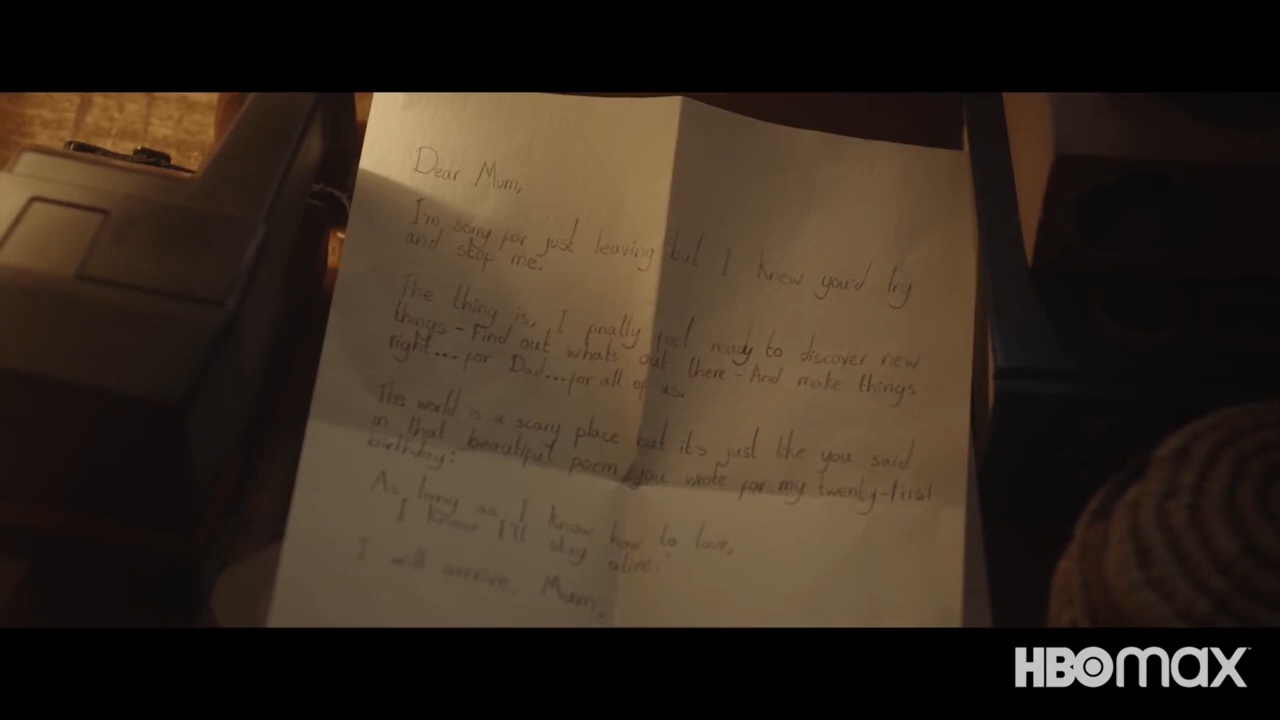 Dear Mum,
I'm sorry for just leaving but I knew you'd try
and stop me.
The thing is, I finally feel ready to discover new
things - Find out whats out there - And make things
right... for Dad...for all of us.
The world is a scary place but it's just like you said
in that beautiful poem you wrote for my twenty-first
birthday:
As long as I know how to love,
I know I'll stay alive.
I will survive, Mum.
HBOmax